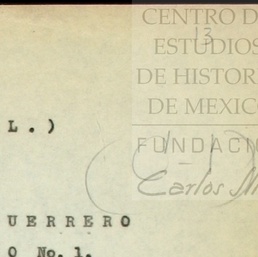 CENTRO D
13
ESTUDIOS
DE HISTOR
DE MEXIC
L.)
FUNDACI
Carlos
UERRERO
O No. 1.